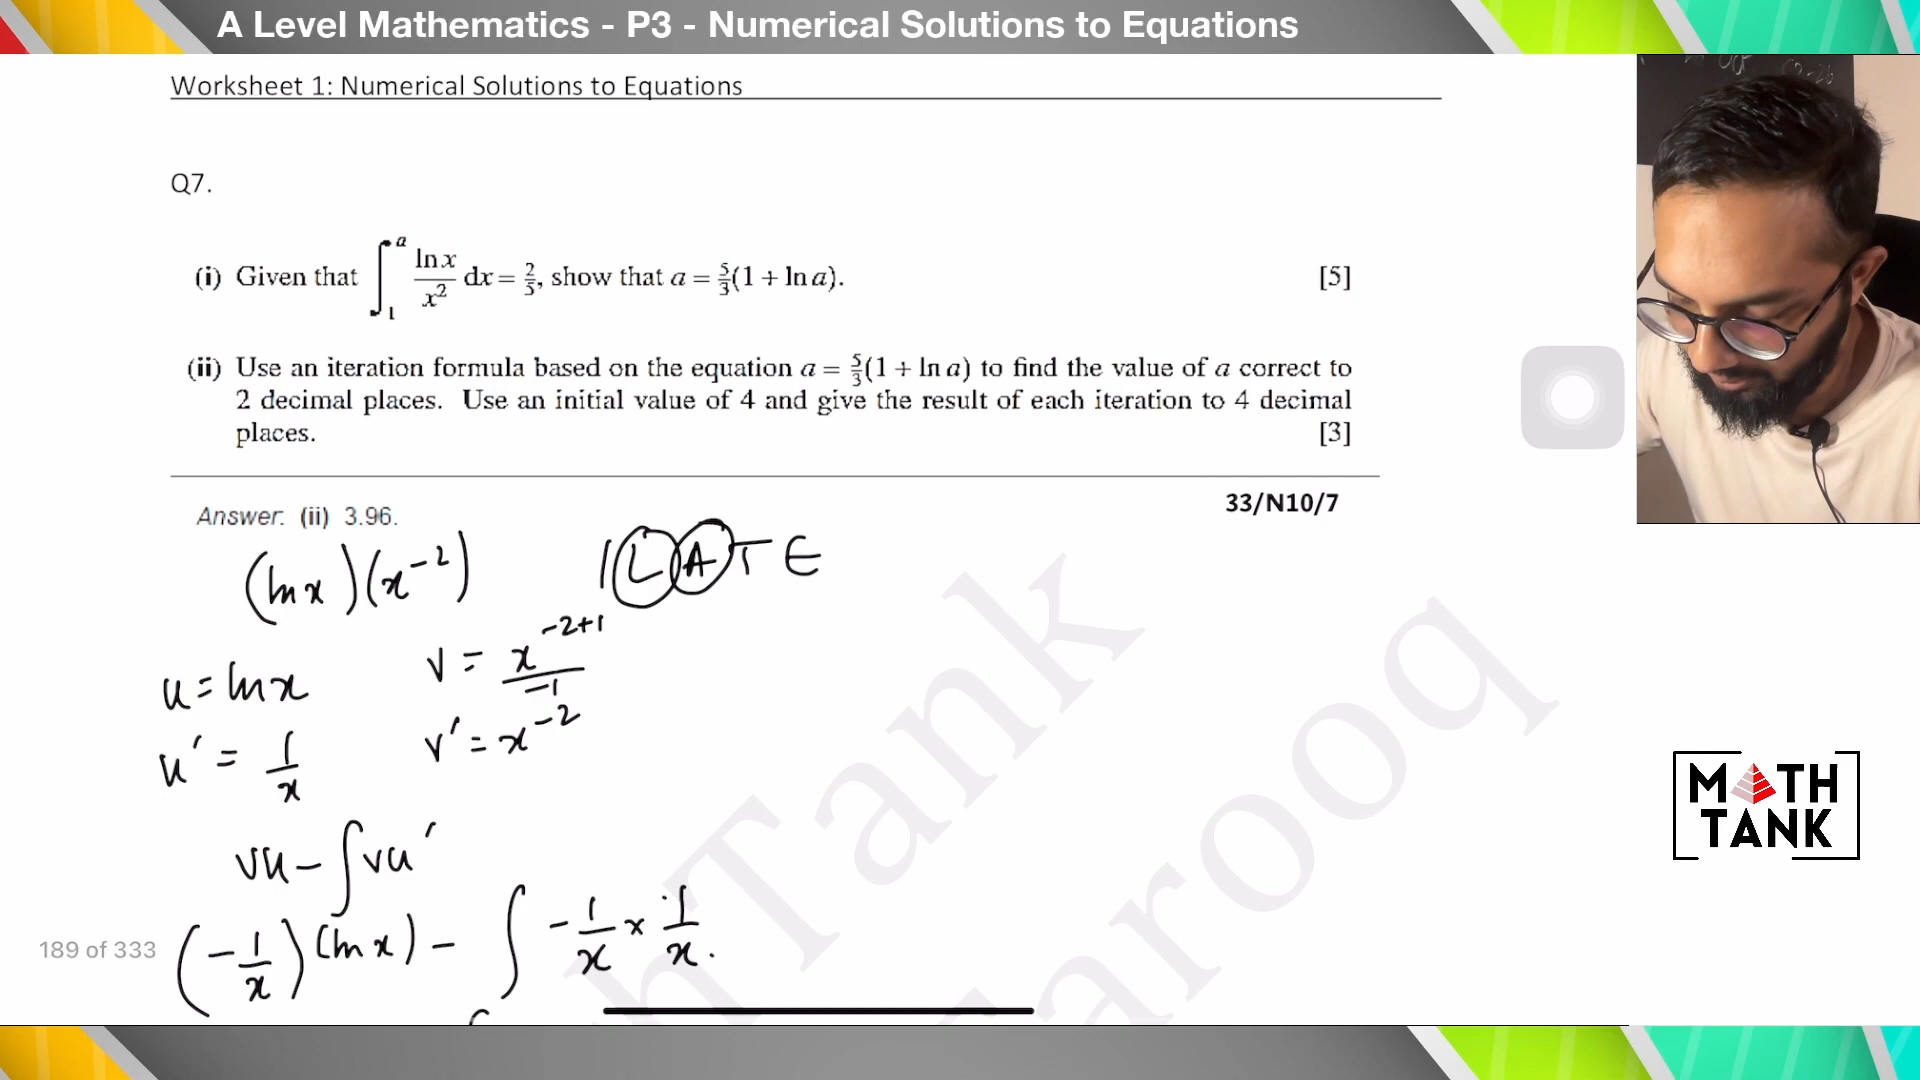 A Level Mathematics - P3 - Numerical Solutions to Equations
Worksheet 1: Numerical Solutions to Equations
Q7.
(i) Given that ∫₁ᵃ ln x / x² dx = 2/5, show that a = 5/3(1 + ln a). [5]
(ii) Use an iteration formula based on the equation a = 5/3(1 + ln a) to find the value of a correct to
2 decimal places. Use an initial value of 4 and give the result of each iteration to 4 decimal
places. [3]
33/N10/7
Answer: (ii) 3.96.
(ln x)(x⁻²) ILATE
u = ln x v = x⁻²⁺¹ / -1
u' = 1/x v' = x⁻²
vu - ∫vu'
(-1/x)(ln x) - ∫ -1/x × 1/x.
189 of 333
Tank
arooq
MATH
TANK